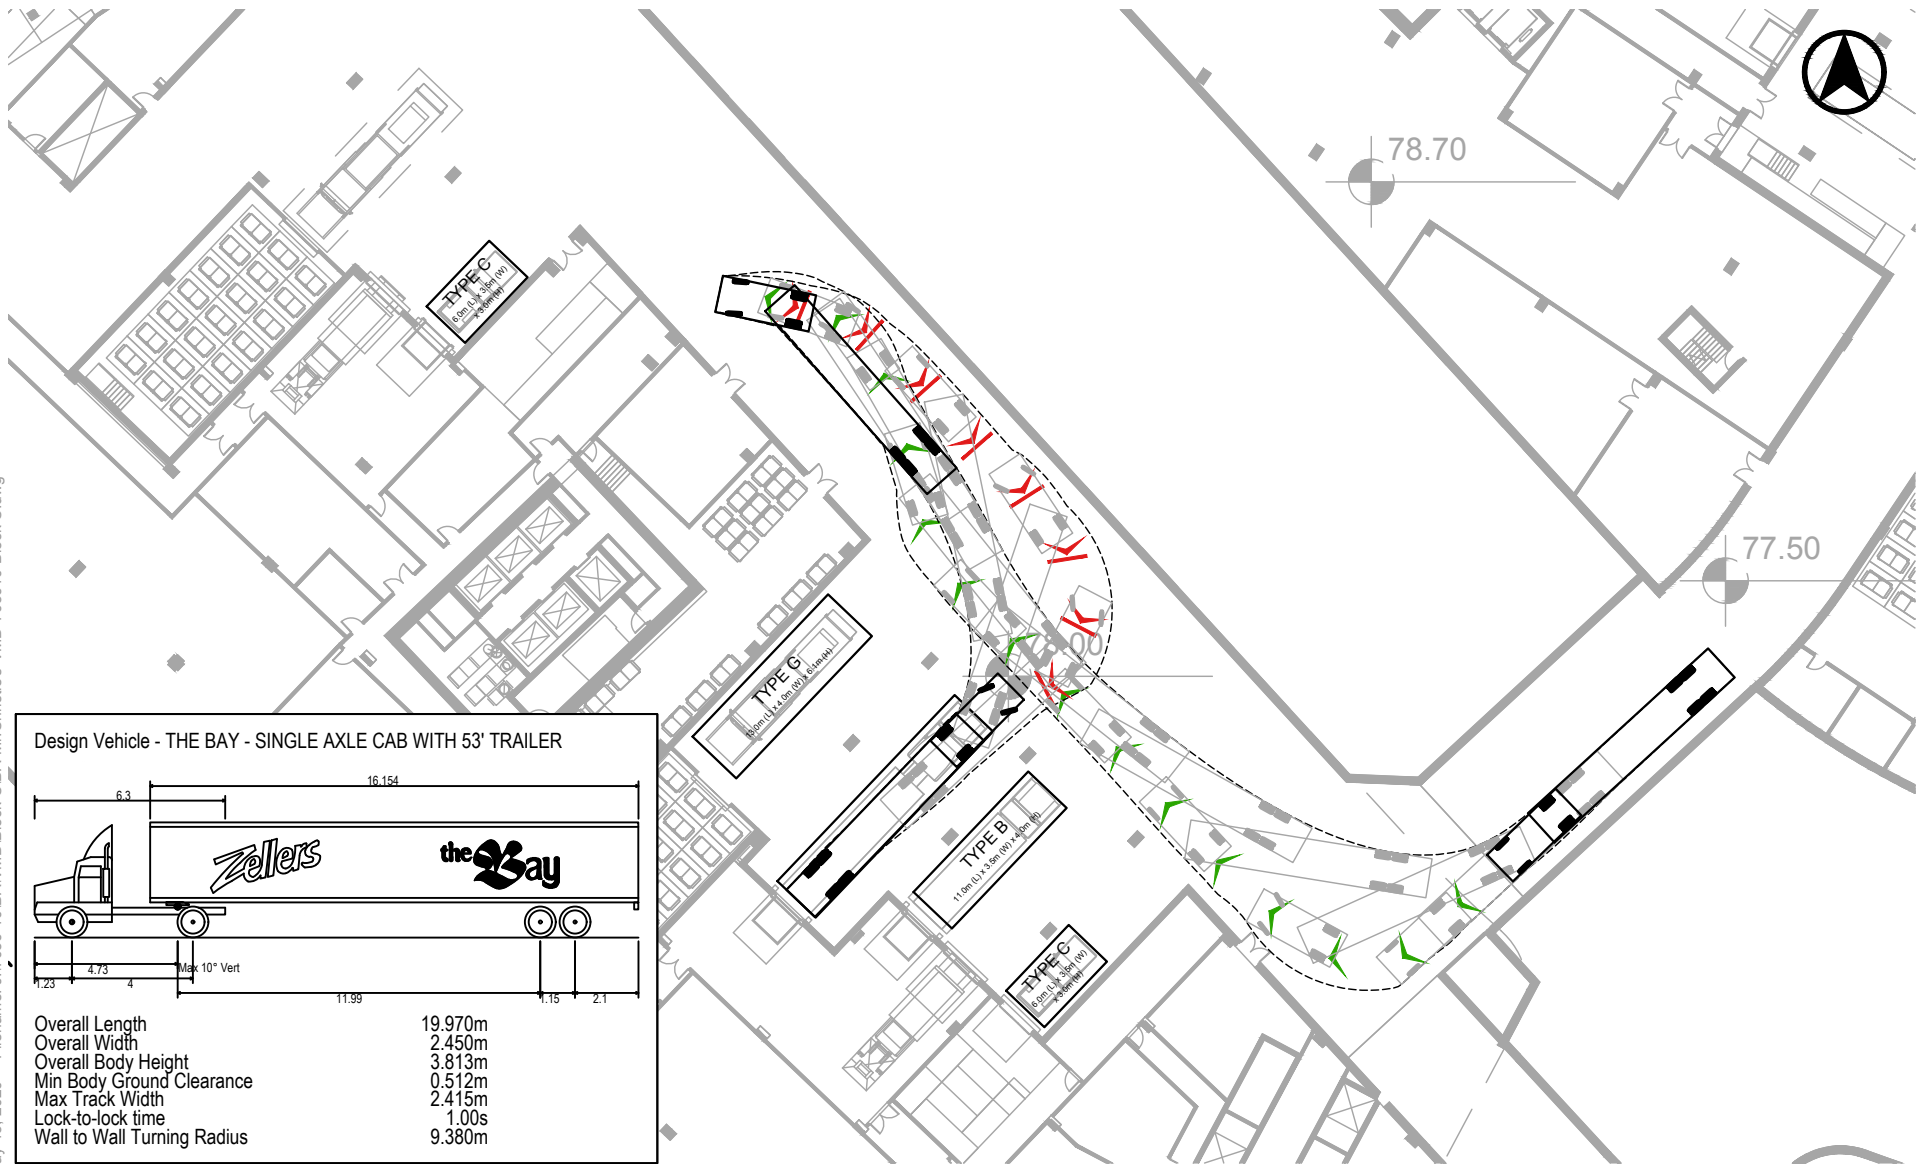 78.70
77.50
78.00
TYPE C
6.0m (L) x 3.5m (W)
x 3.6m (H)
TYPE G
13.0m (L) x 4.0m (W) x 6.1m (H)
TYPE B
11.0m (L) x 3.5m (W) x 4.0m (H)
TYPE C
6.0m (L) x 3.5m (W)
x 3.6m (H)
Design Vehicle - THE BAY - SINGLE AXLE CAB WITH 53' TRAILER
16.154
6.3
Zellers
the Bay
4.73
Max 10° Vert
1.23
4
11.99
1.15
2.1
Overall Length 19.970m
Overall Width 2.450m
Overall Body Height 3.813m
Min Body Ground Clearance 0.512m
Max Track Width 2.415m
Lock-to-lock time 1.00s
Wall to Wall Turning Radius 9.380m